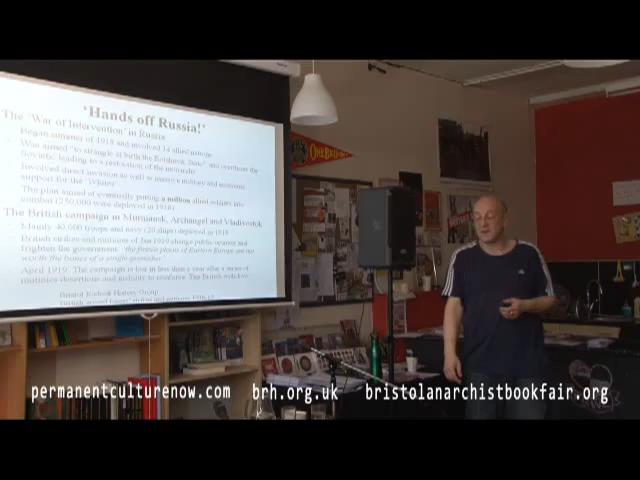 'Hands off Russia!'
The 'War of Intervention' in Russia
Began summer of 1918 and involved 14 allied nations
Was aimed "to strangle at birth the Bolshevik State" and overthrow the
Soviets leading to a restoration of the monarchy
Involved direct invasion as well as massive military and economic
support for the 'Whites'
The plan aimed at eventually putting a million allied soldiers into
combat (250,000 were deployed in 1918)
The British campaign in Murmansk, Archangel and Vladivostok
Mainly 40,000 troops and navy (20 ships) deployed in 1918
British strikes and mutinies of Jan 1919 change public opinion and
frighten the government
worth the bones of a single grenadier'
April 1919: The campaign is lost in less than a year after a series of
mutinies desertions and inability to reinforce. The British withdraw
Bristol Radical History Group
permanentculturenow.com brh.org.uk bristolanarchistbookfair.org